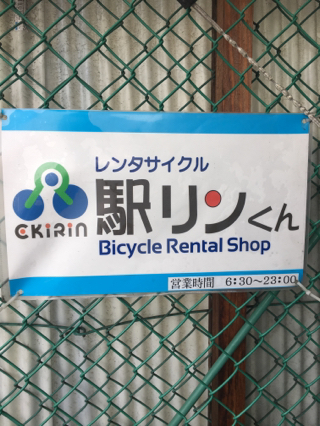 レンタサイクル
駅リンくん
EKiRiN
Bicycle Rental Shop
営業時間 6:30～23:00